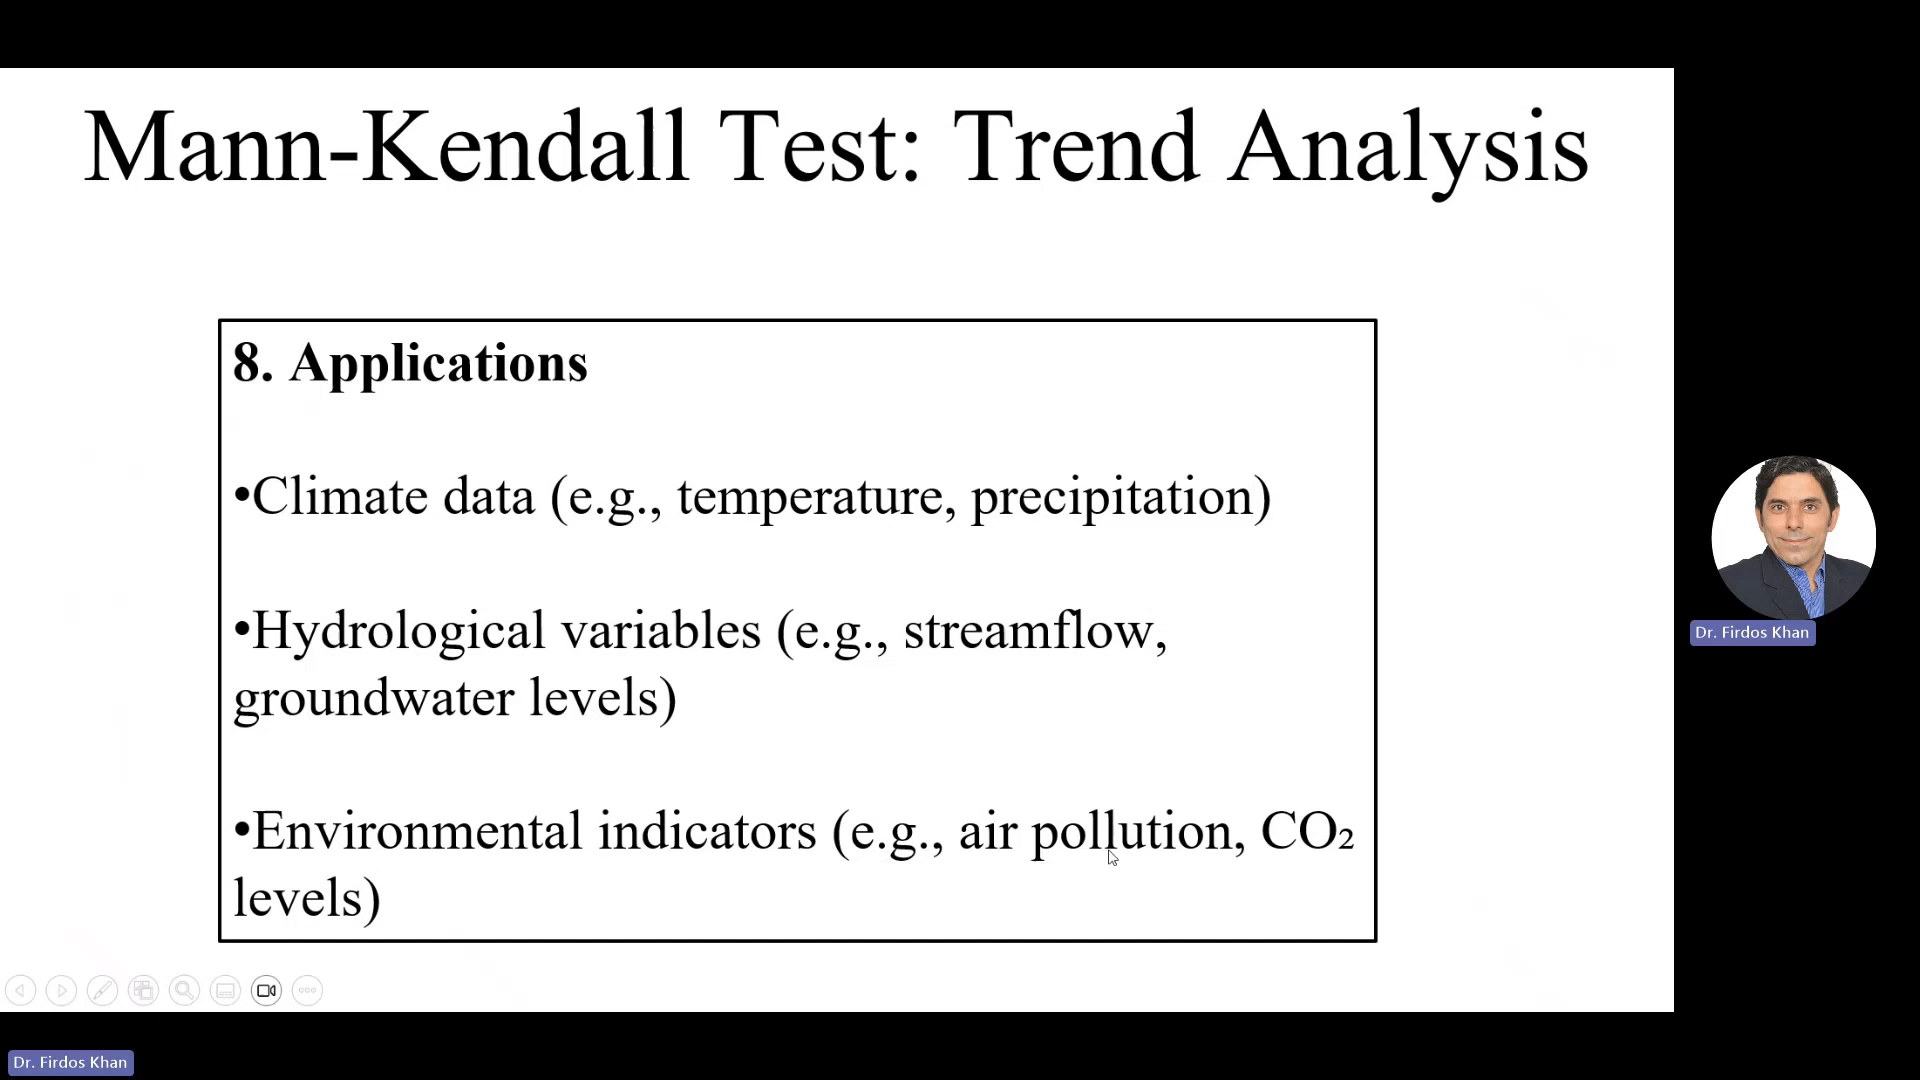 Mann-Kendall Test: Trend Analysis
8. Applications
•Climate data (e.g., temperature, precipitation)
•Hydrological variables (e.g., streamflow,
groundwater levels)
•Environmental indicators (e.g., air pollution, CO₂
levels)
Dr. Firdos Khan
Dr. Firdos Khan